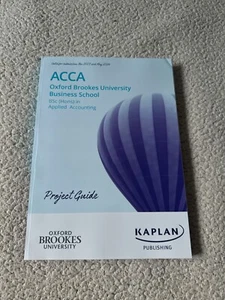 ACCA
Oxford Brookes University
Business School
BSc (Hons) in
Applied Accounting
Project Guide
OXFORD
BROOKES
UNIVERSITY
KAPLAN
PUBLISHING